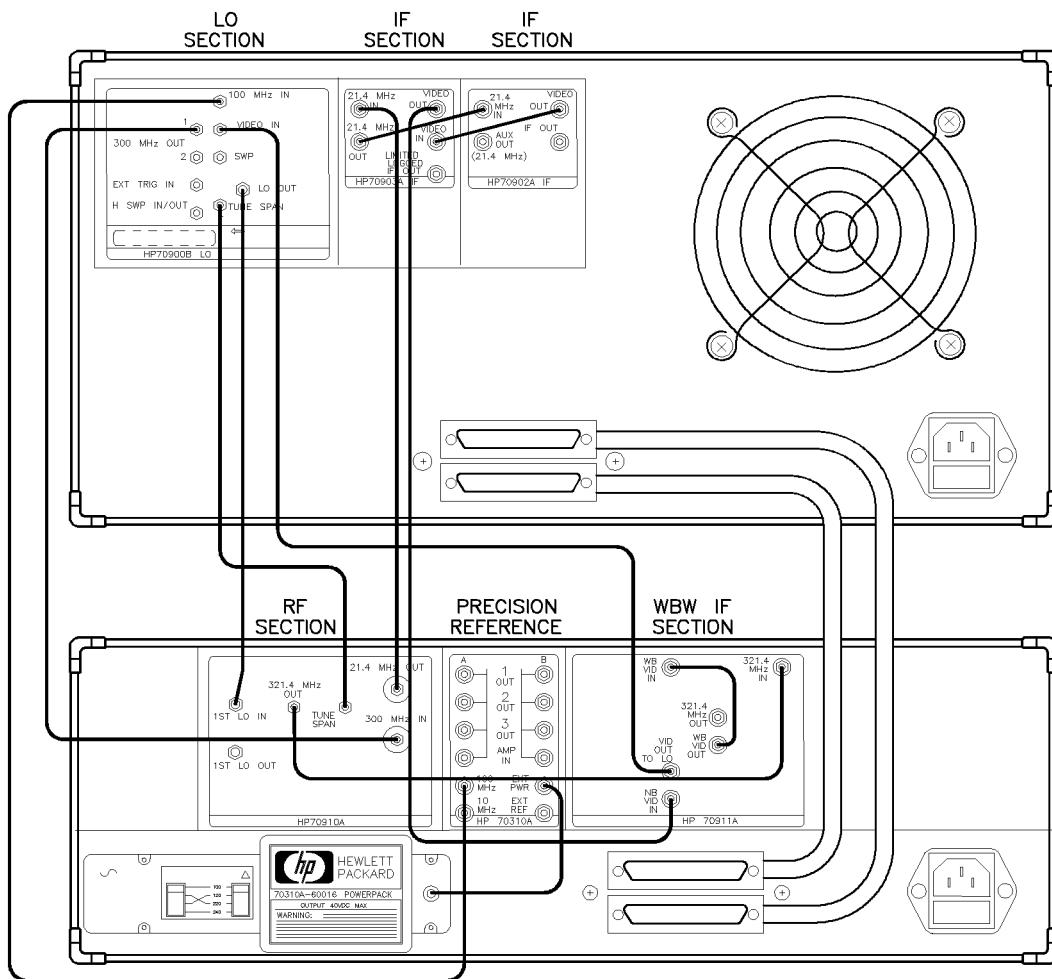 LO
SECTION
IF
SECTION
IF
SECTION
100 MHz IN
1
VIDEO IN
300 MHz OUT
2
SWP
EXT TRIG IN
LO OUT
H SWP IN/OUT
TUNE SPAN
HP70900B LO
21.4 MHz
IN
VIDEO
OUT
21.4 MHz
OUT
VIDEO
IN
LIMITED
LOGGED
IF OUT
HP70903A IF
21.4
MHz
IN
VIDEO
OUT
AUX
OUT
(21.4 MHz)
IF OUT
HP70902A IF
RF
SECTION
PRECISION
REFERENCE
WBW IF
SECTION
21.4 MHz OUT
321.4 MHz
OUT
1ST LO IN
TUNE
SPAN
300 MHz IN
1ST LO OUT
HP70910A
A
B
1
OUT
2
OUT
3
OUT
AMP
IN
100
MHz
EXT
PWR
10
MHz
EXT
REF
HP 70310A
WB
VID
IN
321.4
MHz
IN
321.4
MHz
OUT
VID
OUT
TO LO
WB
VID
OUT
NB
VID
IN
HP 70911A
100
120
220
240
hp
HEWLETT
PACKARD
70310A-60016 POWERPACK
OUTPUT 40VDC MAX
WARNING: